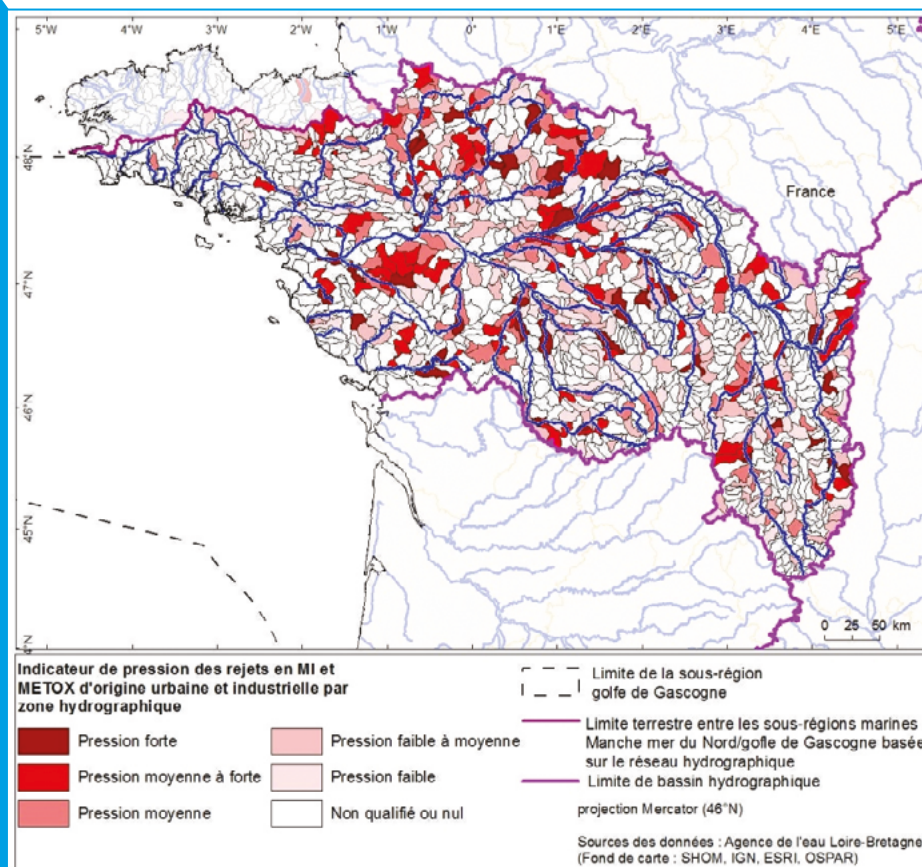 5°W
4°W
3°W
2°W
1°W
0°
1°E
2°E
3°E
4°E
5°E
48°N
47°N
46°N
45°N
4°N
France
0 25 50 km
Indicateur de pression des rejets en MI et
METOX d'origine urbaine et industrielle par
zone hydrographique
Pression forte
Pression moyenne à forte
Pression moyenne
Pression faible à moyenne
Pression faible
Non qualifié ou nul
Limite de la sous-région
golfe de Gascogne
Limite terrestre entre les sous-régions marines
Manche mer du Nord/gofle de Gascogne basée
sur le réseau hydrographique
Limite de bassin hydrographique
projection Mercator (46°N)
Sources des données : Agence de l'eau Loire-Bretagne
(Fond de carte : SHOM, IGN, ESRI, OSPAR)